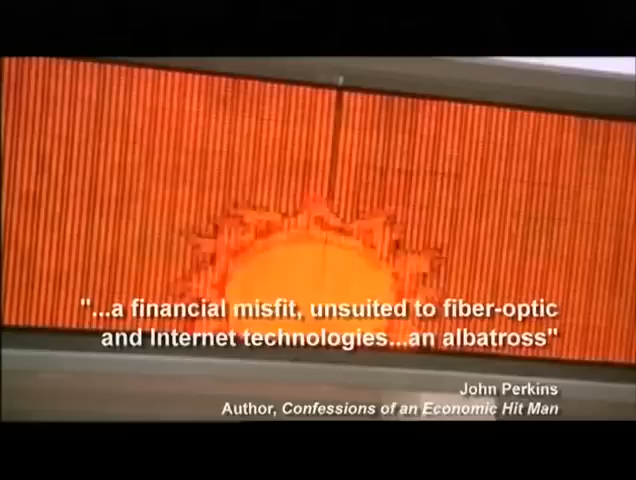 "...a financial misfit, unsuited to fiber-optic
and Internet technologies...an albatross"
John Perkins
Author, Confessions of an Economic Hit Man